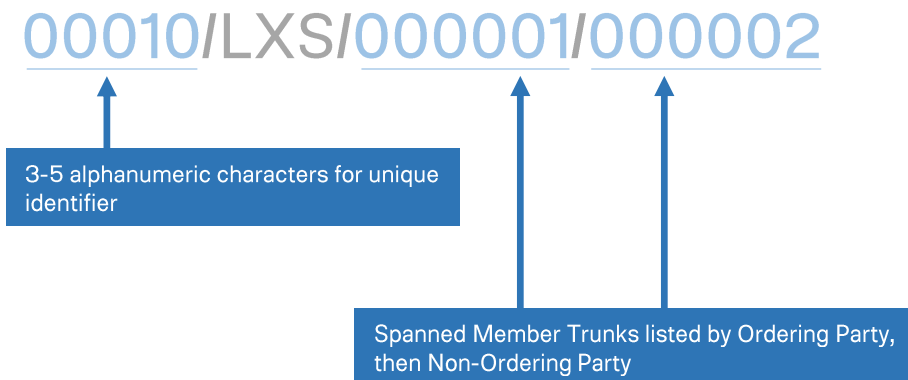 00010/LXS/000001/000002
3-5 alphanumeric characters for unique
identifier
Spanned Member Trunks listed by Ordering Party,
then Non-Ordering Party